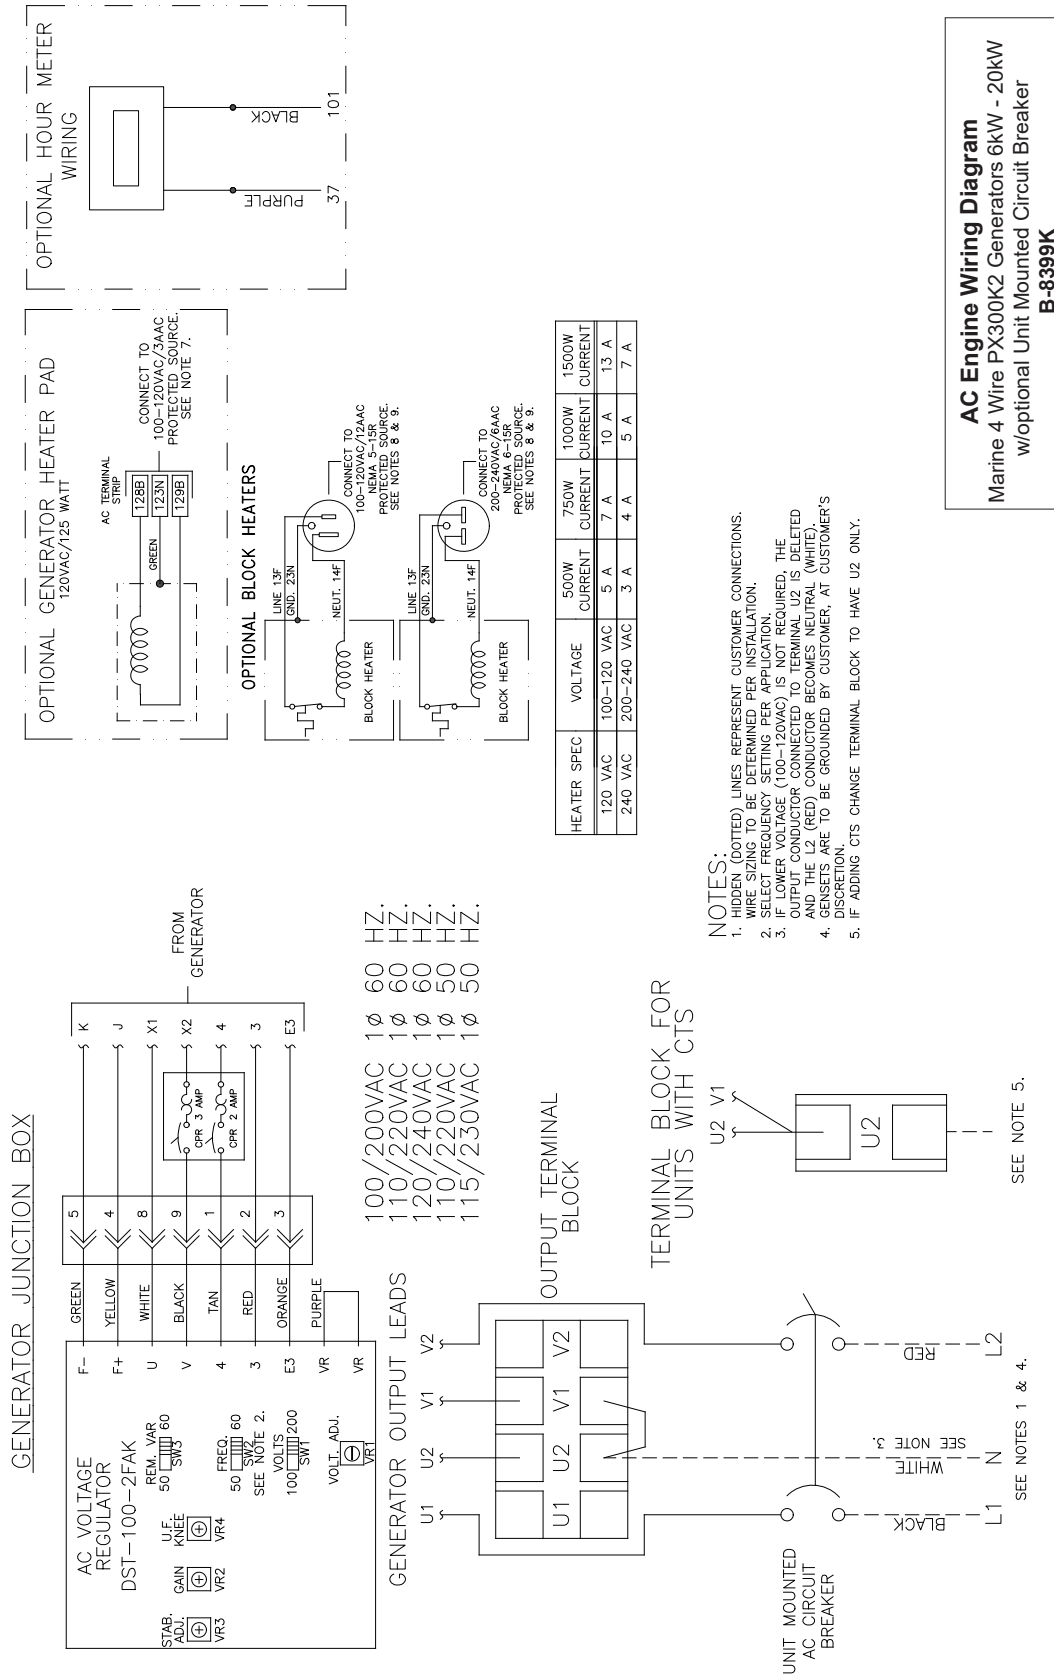 GENERATOR JUNCTION BOX
AC VOLTAGE
REGULATOR
DST-100-2FAK
STAB.
ADJ.
VR3
GAIN
VR2
U.F.
KNEE
VR4
REM. VAR
50 60
SW3
FREQ.
50 60
SW2
SEE NOTE 2.
VOLTS
100 200
SW1
VOLT. ADJ.
VR1
F- GREEN 5 K
F+ YELLOW 4 J
U WHITE 8 X1
V BLACK 9 CPR 3 AMP X2
4 TAN 1 CPR 2 AMP 4
3 RED 2 3
E3 ORANGE 3 E3
VR PURPLE
VR
FROM
GENERATOR
100/200VAC 1Ø 60 HZ.
110/220VAC 1Ø 60 HZ.
120/240VAC 1Ø 60 HZ.
110/220VAC 1Ø 50 HZ.
115/230VAC 1Ø 50 HZ.
GENERATOR OUTPUT LEADS
U1 U2 V1 V2
U1 U2 V1 V2
OUTPUT TERMINAL
BLOCK
UNIT MOUNTED
AC CIRCUIT
BREAKER
BLACK
WHITE
SEE NOTE 3.
RED
L1 N L2
SEE NOTES 1 & 4.
TERMINAL BLOCK FOR
UNITS WITH CTS
U2 V1
U2
SEE NOTE 5.
OPTIONAL GENERATOR HEATER PAD
120VAC/125 WATT
AC TERMINAL
STRIP
GREEN
128B
123N
129B
CONNECT TO
100-120VAC/3AAC
PROTECTED SOURCE.
SEE NOTE 7.
OPTIONAL HOUR METER
WIRING
PURPLE
BLACK
37
101
OPTIONAL BLOCK HEATERS
LINE 13F
GND. 23N
NEUT. 14F
BLOCK HEATER
CONNECT TO
100-120VAC/12AAC
NEMA 5-15R
PROTECTED SOURCE.
SEE NOTES 8 & 9.
LINE 13F
GND. 23N
NEUT. 14F
BLOCK HEATER
CONNECT TO
200-240VAC/6AAC
NEMA 6-15R
PROTECTED SOURCE.
SEE NOTES 8 & 9.
HEATER SPEC VOLTAGE 500W CURRENT 750W CURRENT 1000W CURRENT 1500W CURRENT
120 VAC 100-120 VAC 5 A 7 A 10 A 13 A
240 VAC 200-240 VAC 3 A 4 A 5 A 7 A
NOTES:
1. HIDDEN (DOTTED) LINES REPRESENT CUSTOMER CONNECTIONS.
WIRE SIZING TO BE DETERMINED PER INSTALLATION.
2. SELECT FREQUENCY SETTING PER APPLICATION.
3. IF LOWER VOLTAGE (100-120VAC) IS NOT REQUIRED, THE
OUTPUT CONDUCTOR CONNECTED TO TERMINAL U2 IS DELETED
AND THE L2 (RED) CONDUCTOR BECOMES NEUTRAL (WHITE).
4. GENSETS ARE TO BE GROUNDED BY CUSTOMER, AT CUSTOMER'S
DISCRETION.
5. IF ADDING CTS CHANGE TERMINAL BLOCK TO HAVE U2 ONLY.
AC Engine Wiring Diagram
Marine 4 Wire PX300K2 Generators 6kW - 20kW
w/optional Unit Mounted Circuit Breaker
B-8399K